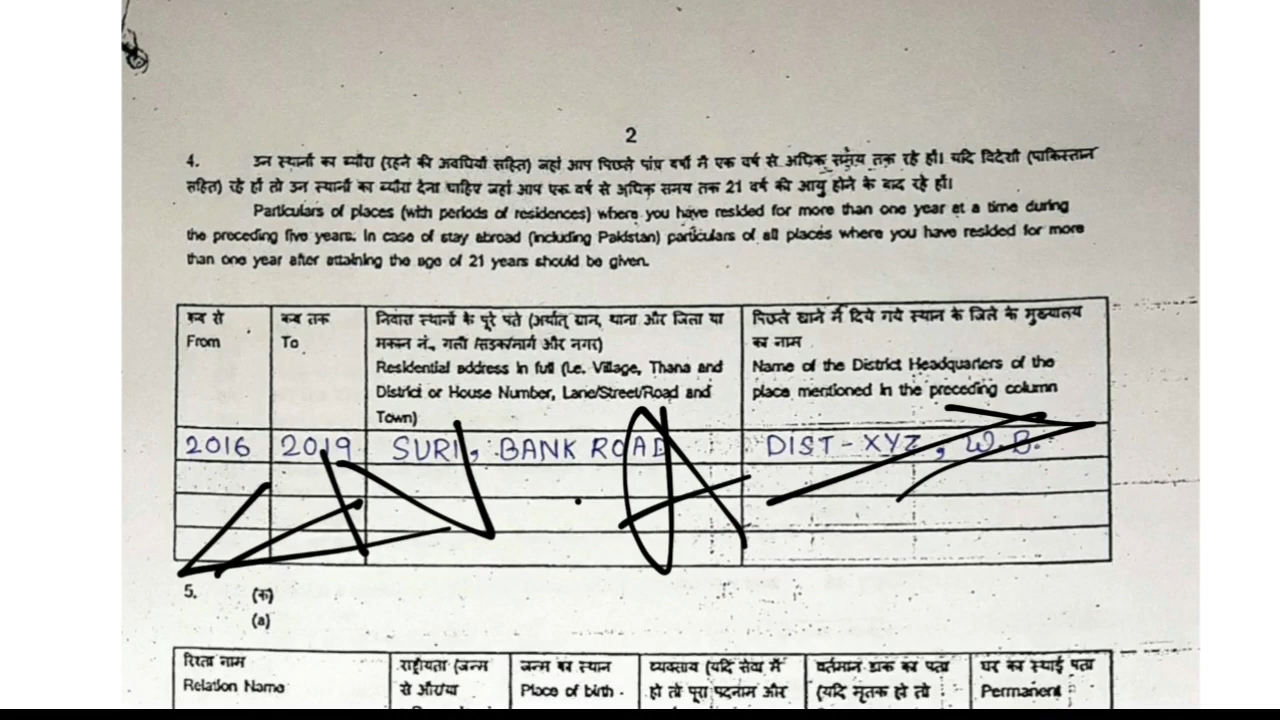 2
4. उन स्थानों का ब्यौरा (रहने की अवधियों सहित) जहां आप पिछले पांच वर्षों में एक वर्ष से अधिक समय तक रहे हों। यदि विदेशों (पाकिस्तान
सहित) रहे हों तो उन स्थानों का ब्यौरा देना चाहिए जहां आप एक वर्ष से अधिक समय तक 21 वर्ष की आयु होने के बाद रहे हों।
Particulars of places (with periods of residences) where you have resided for more than one year at a time during
the preceding five years. In case of stay abroad (including Pakistan) particulars of all places where you have resided for more
than one year after attaining the age of 21 years should be given.
कब से
From
कब तक
To
निवास स्थानों के पूरे पते (अर्थात् ग्राम, थाना और जिला या
मकान नं., गली /सड़क/मार्ग और नगर)
Residential address in full (i.e. Village, Thana and
District or House Number, Lane/Street/Road and
Town)
पिछले खाने में दिये गये स्थान के जिले के मुख्यालय
का नाम
Name of the District Headquarters of the
place mentioned in the preceding column
2016 2019 SURI, BANK ROAD DIST - XYZ, W.B.
5. (क)
(a)
रिश्ता नाम
Relation Name
राष्ट्रीयता (जन्म
से और/या
जन्म का स्थान
Place of birth
व्यवसाय (यदि सेवा में
हो तो पूरा पदनाम और
वर्तमान डाक का पता
(यदि मृतक हो तो
घर का स्थाई पता
Permanent